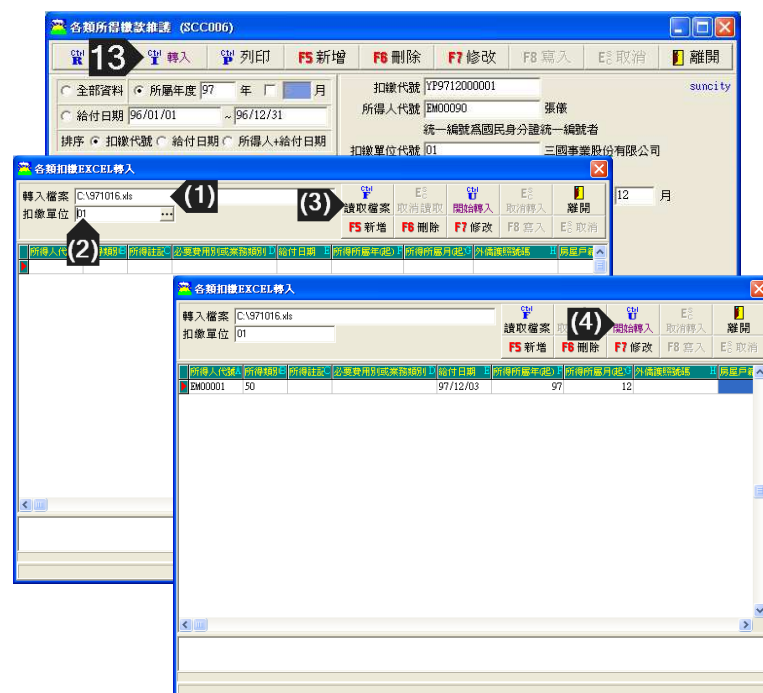 各類所得繳款維護 (SCC006)
Ctrl R 13 Ctrl T 轉入 Ctrl P 列印 F5 新增 F6 刪除 F7 修改 F8 寫入 Esc 取消 離開
全部資料 所屬年度 97 年 月 扣繳代號 YP9712000001 suncity
給付日期 96/01/01 ~ 96/12/31 所得人代號 EM00090 張儀
統一編號為國民身分證統一編號者
排序 扣繳代號 給付日期 所得人+給付日期 扣繳單位代號 01 三國事業股份有限公司
12 月
各類扣繳EXCEL轉入
轉入檔案 C:\971016.xls (1) (3) Ctrl F 讀取檔案 Esc 取消讀取 Ctrl U 開始轉入 Esc 取消轉入 離開
扣繳單位 01 ... (2) F5 新增 F6 刪除 F7 修改 F8 寫入 Esc 取消
所得人代 得類別 B 所得註記 C 必要費用別或業務類別 D 給付日期 E 所得所屬年(起) F 所得所屬月(起) G 外僑護照號碼 H 房屋戶
各類扣繳EXCEL轉入
轉入檔案 C:\971016.xls Ctrl F 讀取檔案 (4) Ctrl U 開始轉入 Esc 取消轉入 離開
扣繳單位 01 F5 新增 F6 刪除 F7 修改 F8 寫入 Esc 取消
所得人代號 A 所得類別 B 所得註記 C 必要費用別或業務類別 D 給付日期 E 所得所屬年(起) F 所得所屬月(起) G 外僑護照號碼 H 房屋戶
EM00001 50 97/12/03 97 12